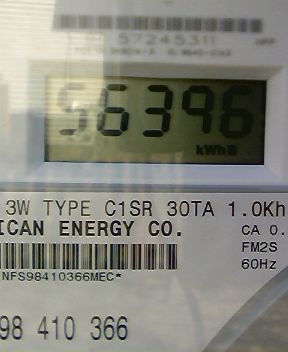 57245311
56396
kWh
3W TYPE C1SR 30TA 1.0Kh
ICAN ENERGY CO.
CA 0.
FM2S
60Hz
NFS98410366MEC*
98 410 366